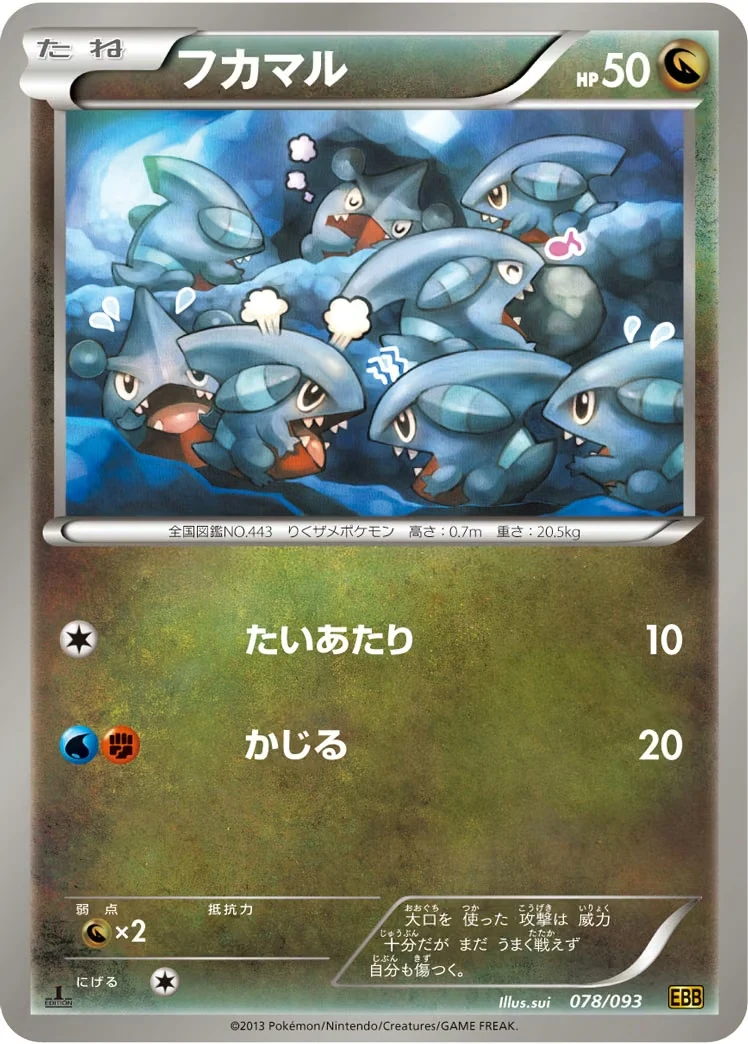 たね
フカマル
HP50
全国図鑑NO.443 りくザメポケモン 高さ:0.7m 重さ:20.5kg
たいあたり 10
かじる 20
弱点 抵抗力
×2
にげる
大口を使った攻撃は威力
十分だが まだ うまく戦えず
自分も傷つく。
1 EDITION
Illus.sui 078/093 EBB
©2013 Pokémon/Nintendo/Creatures/GAME FREAK.